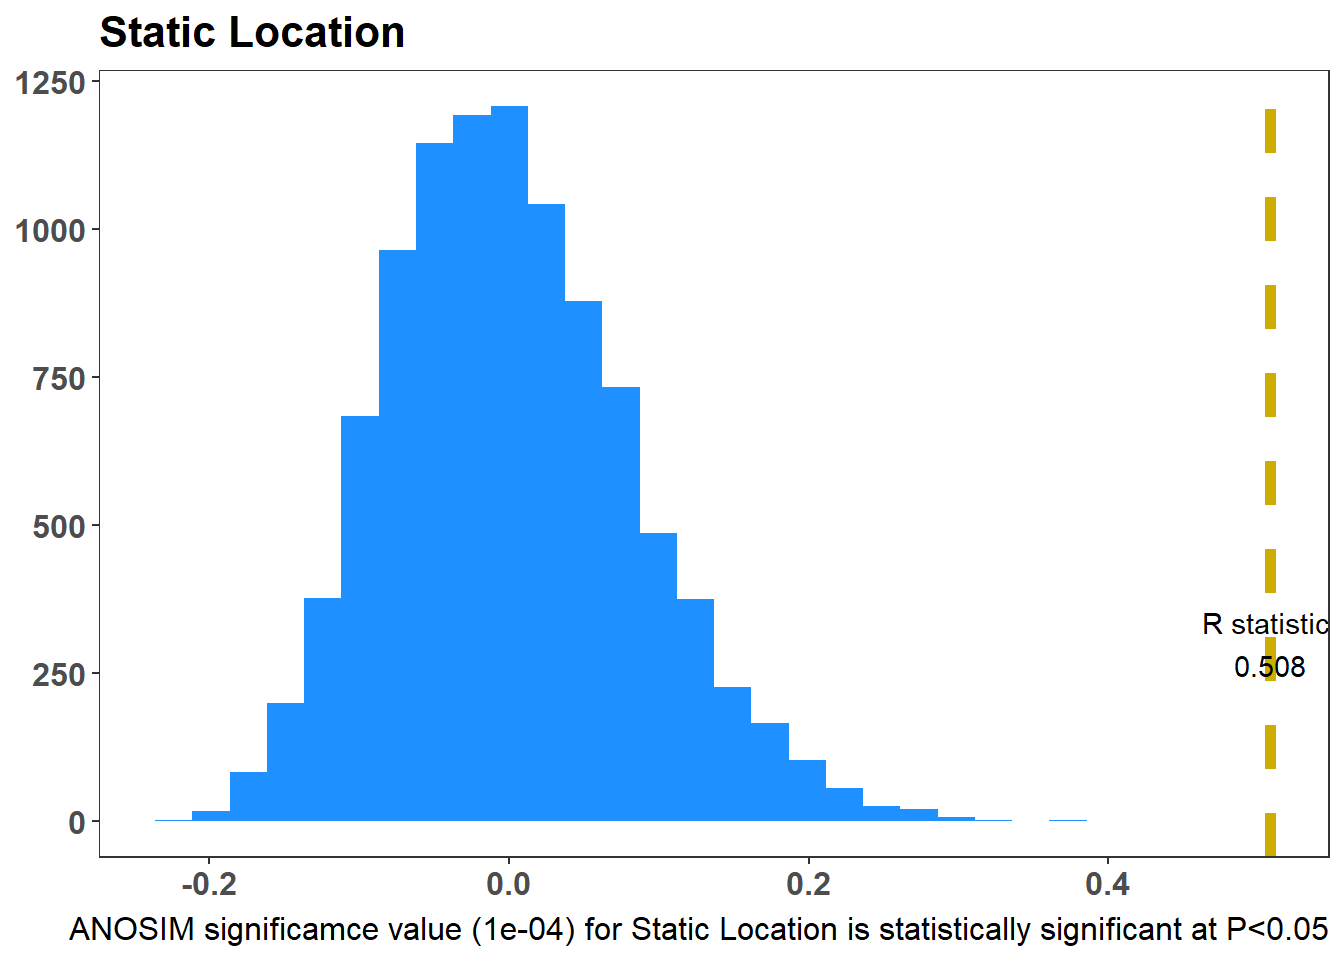 Static Location
1250
1000
750
500
250
0
R statistic
0.508
-0.2 0.0 0.2 0.4
ANOSIM significamce value (1e-04) for Static Location is statistically significant at P<0.05